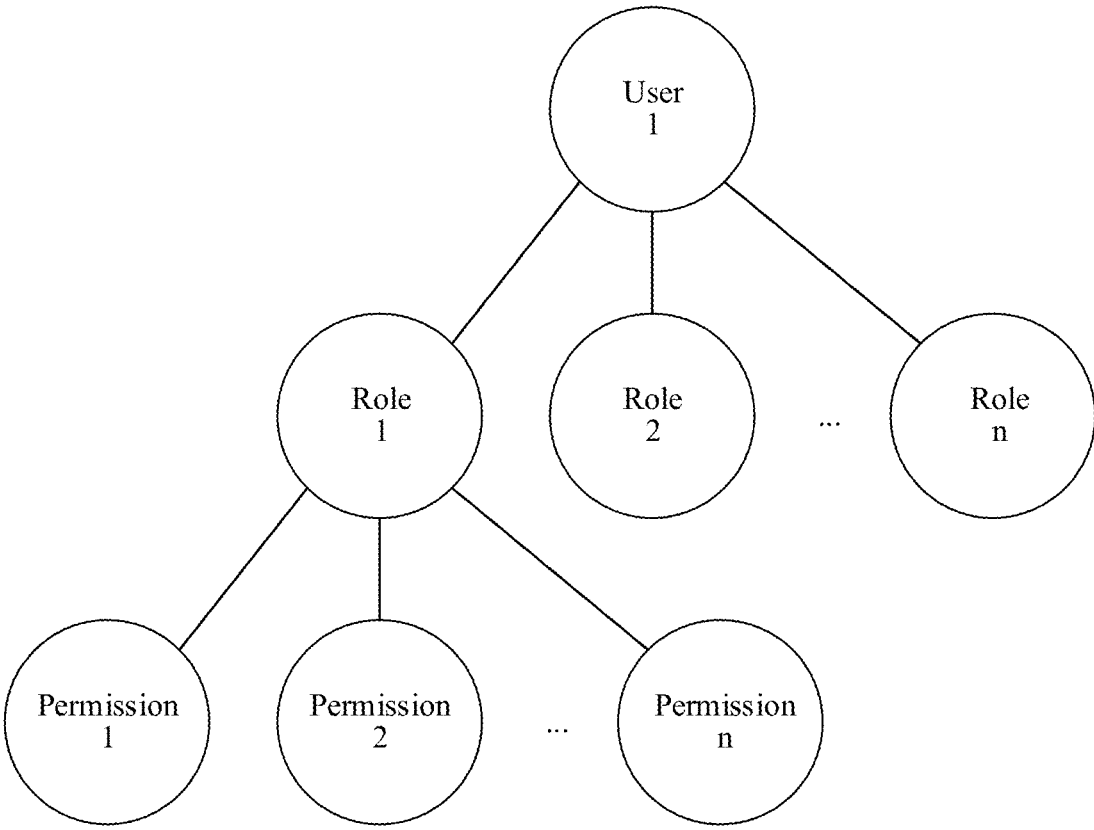 User
1
Role
1
Role
2
...
Role
n
Permission
1
Permission
2
...
Permission
n